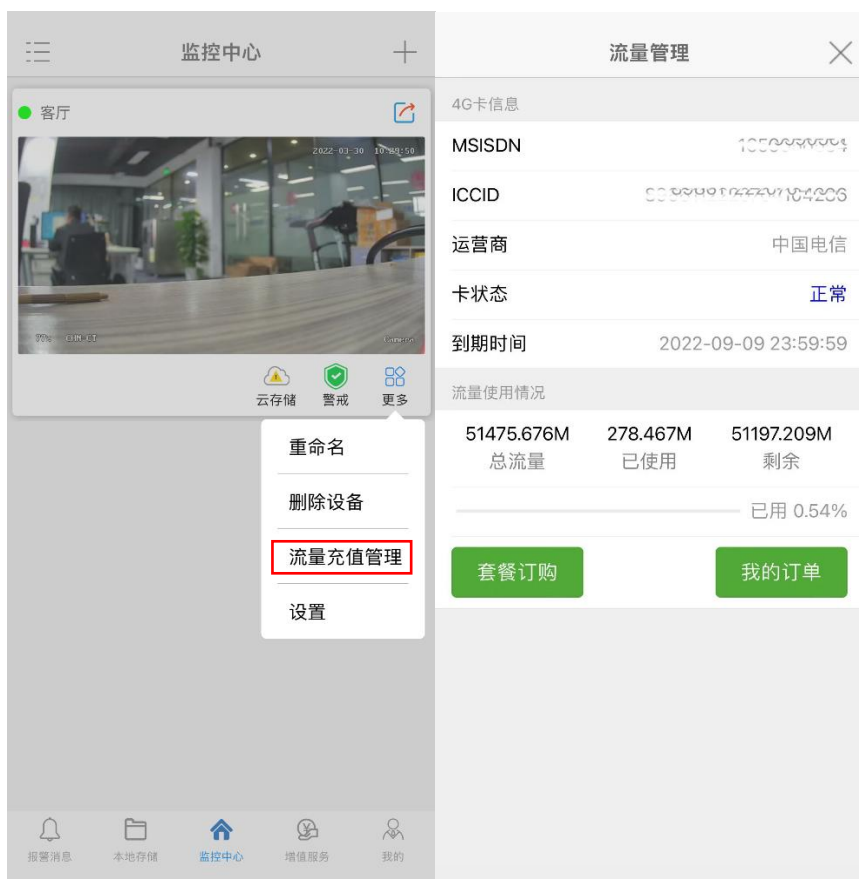 监控中心
客厅
2022-03-30 10:29:50
云存储 警戒 更多
重命名
删除设备
流量充值管理
设置
报警消息 本地存储 监控中心 增值服务 我的
流量管理
4G卡信息
MSISDN
ICCID
运营商 中国电信
卡状态 正常
到期时间 2022-09-09 23:59:59
流量使用情况
51475.676M 278.467M 51197.209M
总流量 已使用 剩余
已用 0.54%
套餐订购 我的订单